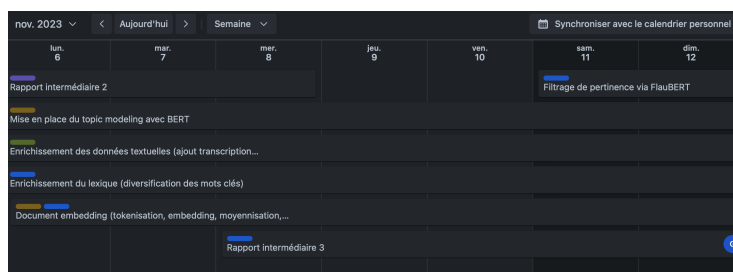 nov. 2023 Aujourd'hui Semaine Synchroniser avec le calendrier personnel
lun. mar. mer. jeu. ven. sam. dim.
6 7 8 9 10 11 12
Rapport intermédiaire 2 Filtrage de pertinence via FlauBERT
Mise en place du topic modeling avec BERT
Enrichissement des données textuelles (ajout transcription...
Enrichissement du lexique (diversification des mots clés)
Document embedding (tokenisation, embedding, moyennisation,...
Rapport intermédiaire 3